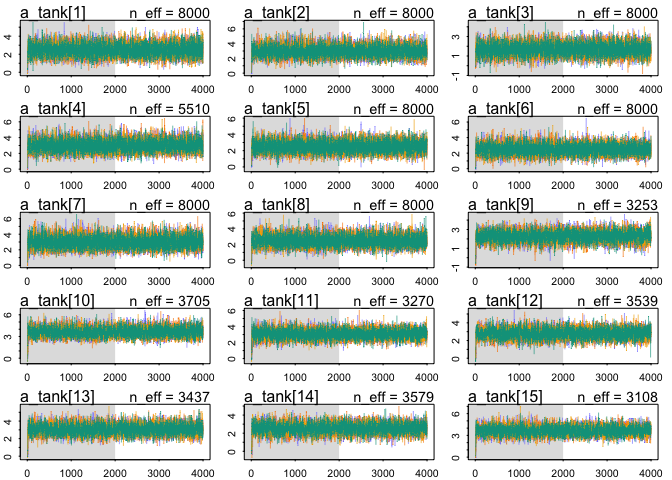 a_tank[1] n_eff = 8000 a_tank[2] n_eff = 8000 a_tank[3] n_eff = 8000
0 2 4 0 2 4 -1 1 3
0 1000 2000 3000 4000 0 1000 2000 3000 4000 0 1000 2000 3000 4000
a_tank[4] n_eff = 5510 a_tank[5] n_eff = 8000 a_tank[6] n_eff = 8000
0 2 4 6 0 2 4 6 0 2 4 6
0 1000 2000 3000 4000 0 1000 2000 3000 4000 0 1000 2000 3000 4000
a_tank[7] n_eff = 8000 a_tank[8] n_eff = 8000 a_tank[9] n_eff = 3253
0 2 4 6 0 2 4 6 -1 1 3
0 1000 2000 3000 4000 0 1000 2000 3000 4000 0 1000 2000 3000 4000
a_tank[10] n_eff = 3705 a_tank[11] n_eff = 3270 a_tank[12] n_eff = 3539
0 3 6 0 2 4 6 0 2 4
0 1000 2000 3000 4000 0 1000 2000 3000 4000 0 1000 2000 3000 4000
a_tank[13] n_eff = 3437 a_tank[14] n_eff = 3579 a_tank[15] n_eff = 3108
0 2 4 0 2 4 0 3 6
0 1000 2000 3000 4000 0 1000 2000 3000 4000 0 1000 2000 3000 4000